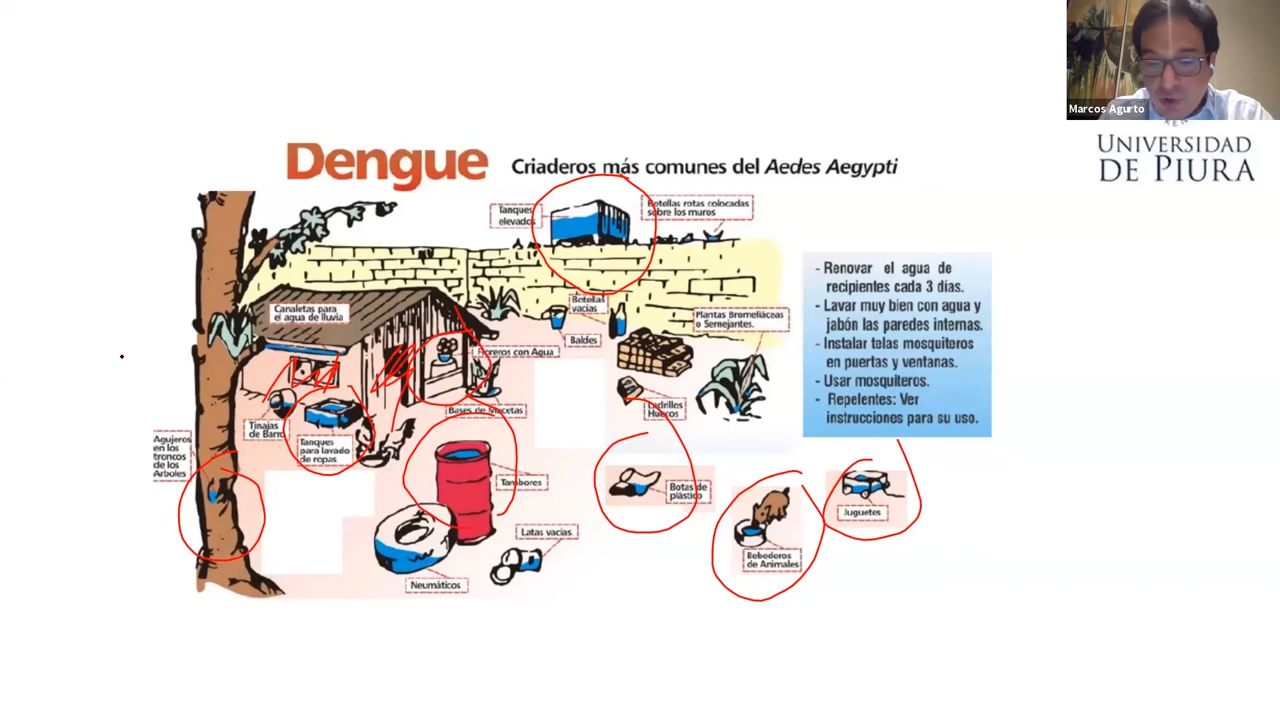 Marcos Agurto
UNIVERSIDAD
DE PIURA
Dengue
Criaderos más comunes del Aedes Aegypti
Tanques
elevados
Botellas rotas colocadas
sobre los muros
Canaletas para
el agua de lluvia
Botellas
vacías
Baldes
Plantas Bromeliáceas
o Semejantes.
Floreros con Agua
Bases de Macetas
Ladrillos
Huecos
Tinajas
de Barro
Tanques
para lavado
de ropas
Agujeros
en los
troncos de
los Arboles
Tambores
Botas de
plástico
Latas vacías.
Neumáticos
Bebederos
de Animales
Juguetes
- Renovar el agua de
recipientes cada 3 días.
- Lavar muy bien con agua y
jabón las paredes internas.
- Instalar telas mosquiteros
en puertas y ventanas.
- Usar mosquiteros.
- Repelentes: Ver
instrucciones para su uso.